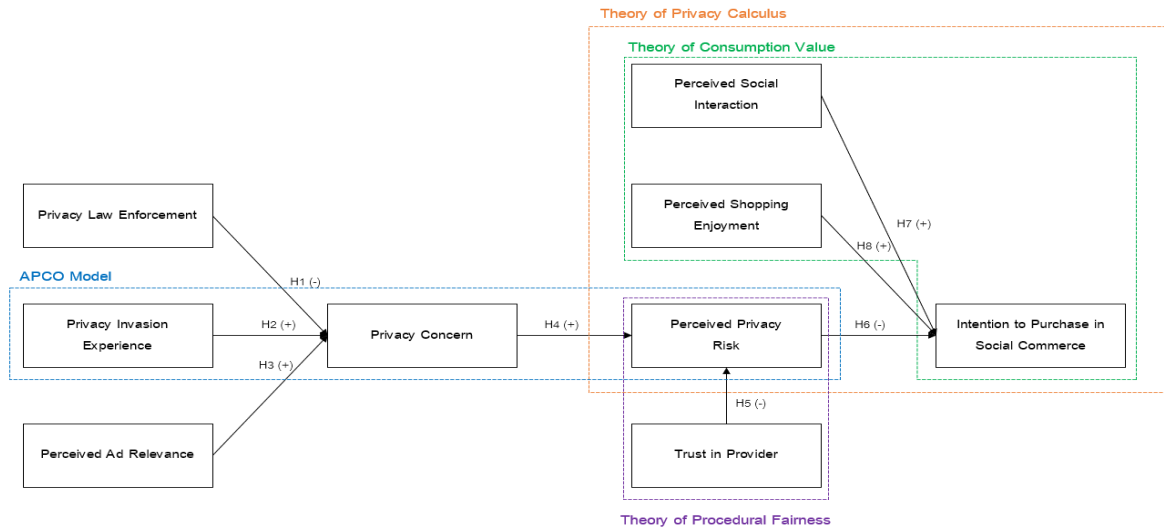 Theory of Privacy Calculus
Theory of Consumption Value
Perceived Social
Interaction
Privacy Law Enforcement
Perceived Shopping
Enjoyment
H7 (+)
H8 (+)
APCO Model
H1 (-)
Privacy Invasion
Experience
H2 (+)
Privacy Concern
H4 (+)
Perceived Privacy
Risk
H6 (-)
Intention to Purchase in
Social Commerce
H3 (+)
H5 (-)
Perceived Ad Relevance
Trust in Provider
Theory of Procedural Fairness